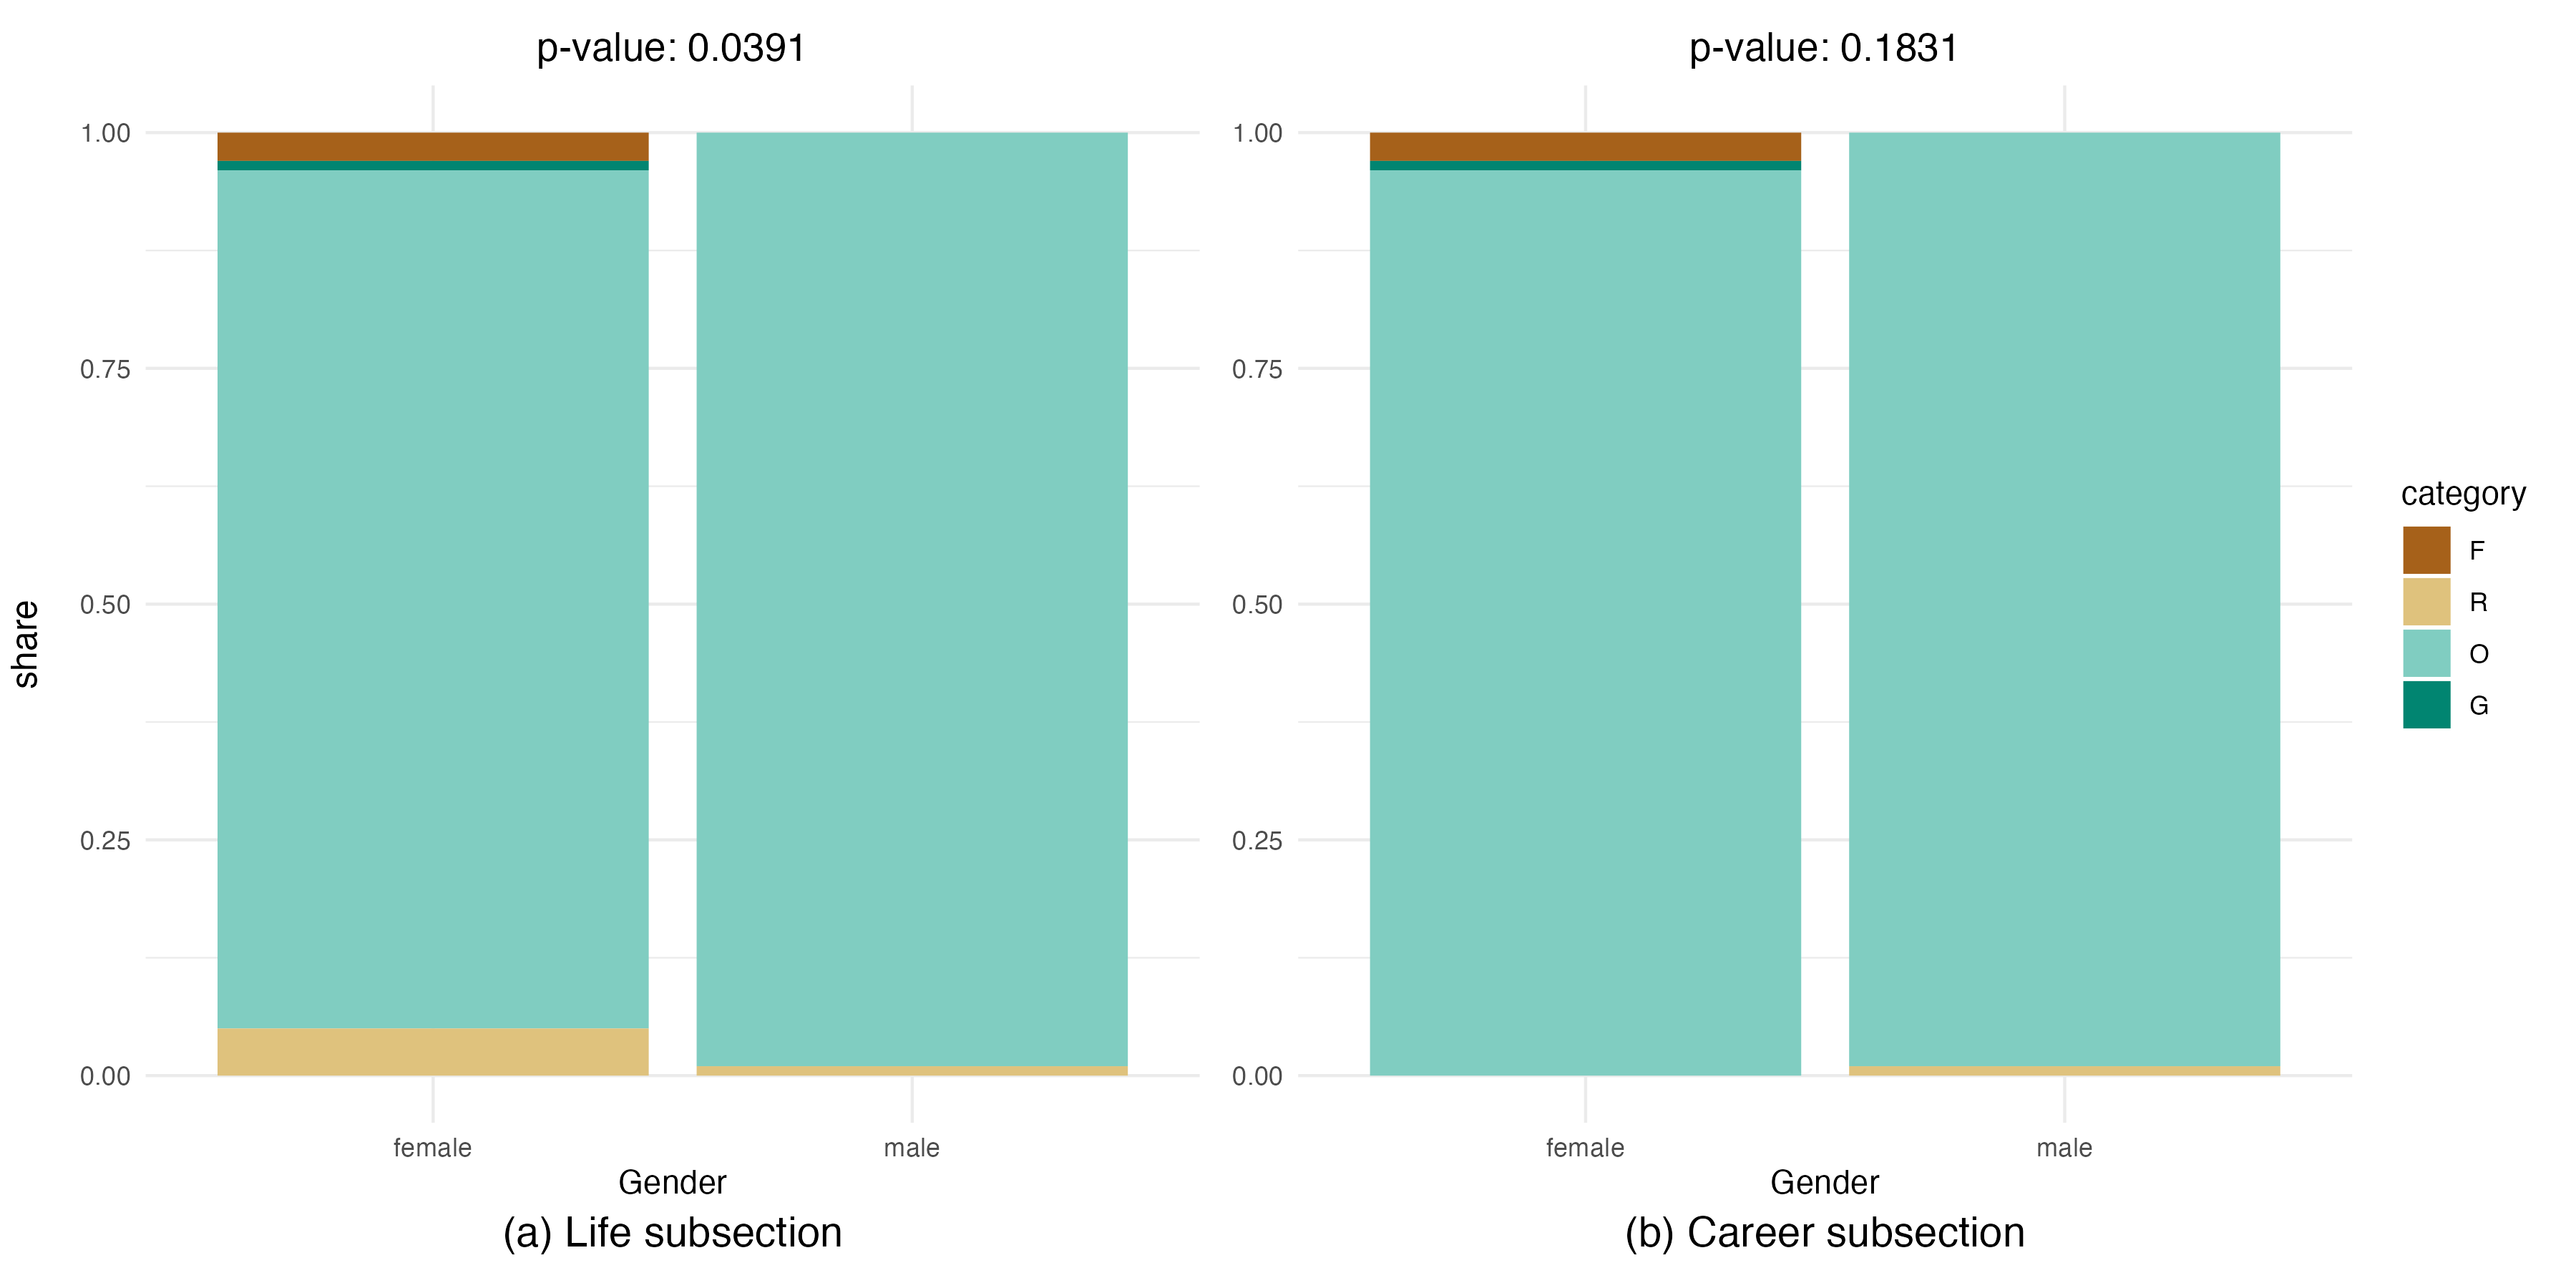 p-value: 0.0391
p-value: 0.1831
share
1.00
0.75
0.50
0.25
0.00
female
male
Gender
(a) Life subsection
1.00
0.75
0.50
0.25
0.00
female
male
Gender
(b) Career subsection
category
F
R
O
G